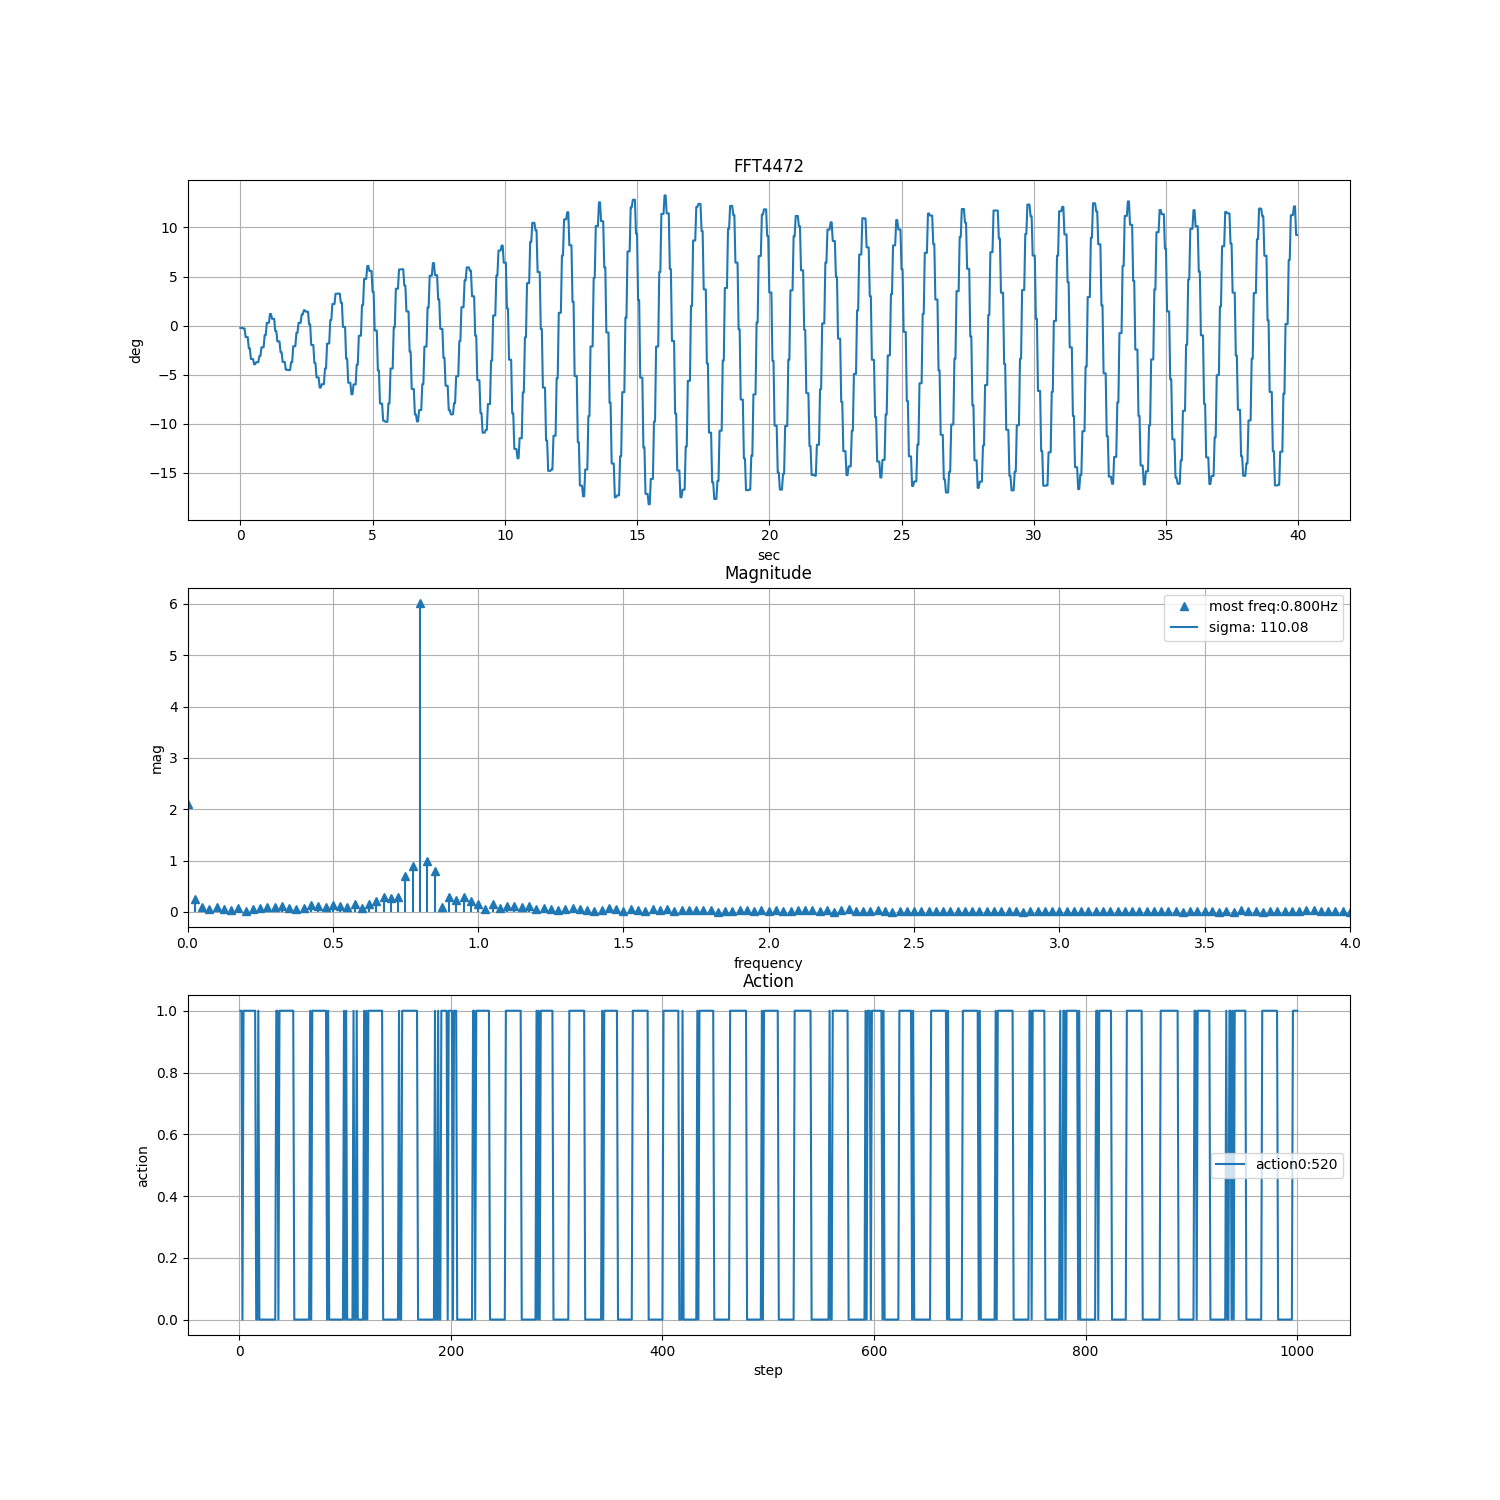 FFT4472
10
5
0
−5
−10
−15
deg
0 5 10 15 20 25 30 35 40
sec
Magnitude
6
5
4
3
2
1
0
mag
most freq:0.800Hz
sigma: 110.08
0.0 0.5 1.0 1.5 2.0 2.5 3.0 3.5 4.0
frequency
Action
1.0
0.8
0.6
0.4
0.2
0.0
action
action0:520
0 200 400 600 800 1000
step